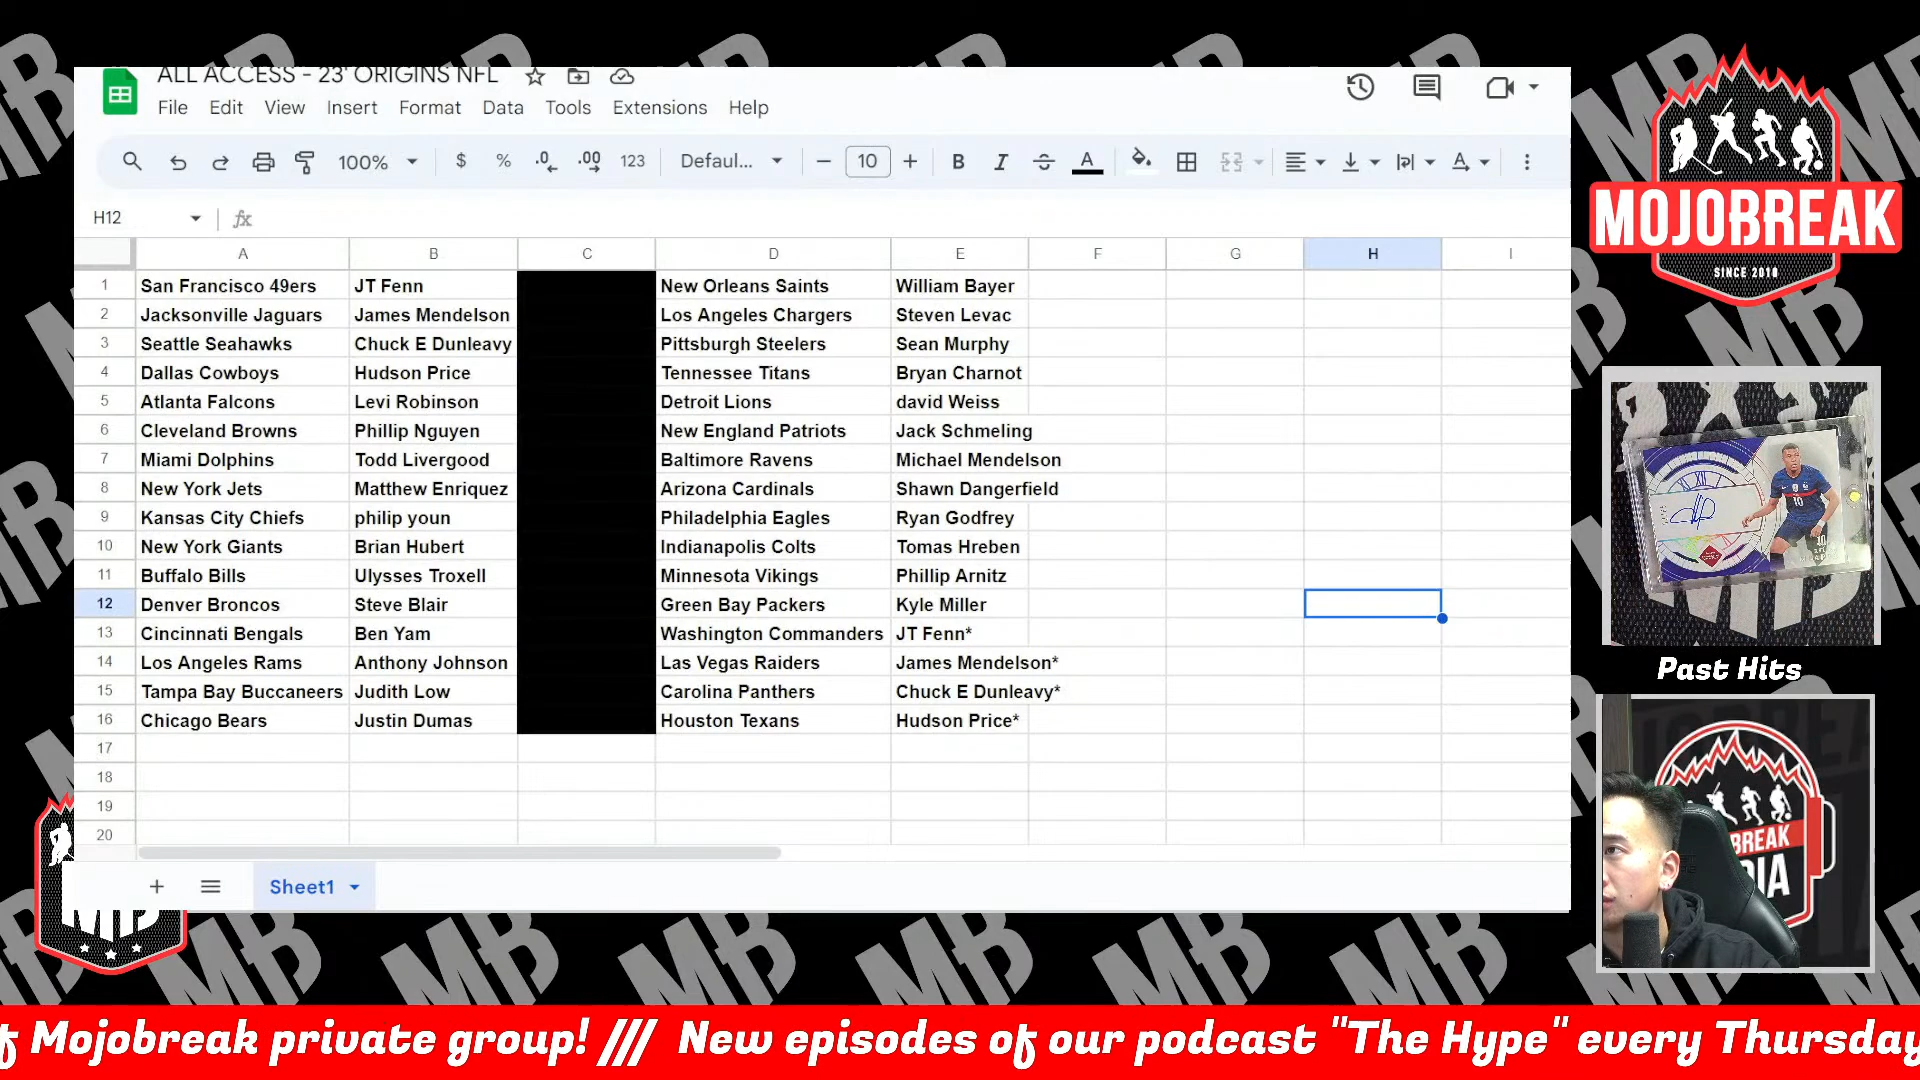 ALL ACCESS - 23' ORIGINS NFL
File Edit View Insert Format Data Tools Extensions Help
100% $ % .0 .00 123 Defaul... 10 B I A
H12 fx
A B C D E F G H I
1 San Francisco 49ers JT Fenn New Orleans Saints William Bayer
2 Jacksonville Jaguars James Mendelson Los Angeles Chargers Steven Levac
3 Seattle Seahawks Chuck E Dunleavy Pittsburgh Steelers Sean Murphy
4 Dallas Cowboys Hudson Price Tennessee Titans Bryan Charnot
5 Atlanta Falcons Levi Robinson Detroit Lions david Weiss
6 Cleveland Browns Phillip Nguyen New England Patriots Jack Schmeling
7 Miami Dolphins Todd Livergood Baltimore Ravens Michael Mendelson
8 New York Jets Matthew Enriquez Arizona Cardinals Shawn Dangerfield
9 Kansas City Chiefs philip youn Philadelphia Eagles Ryan Godfrey
10 New York Giants Brian Hubert Indianapolis Colts Tomas Hreben
11 Buffalo Bills Ulysses Troxell Minnesota Vikings Phillip Arnitz
12 Denver Broncos Steve Blair Green Bay Packers Kyle Miller
13 Cincinnati Bengals Ben Yam Washington Commanders JT Fenn*
14 Los Angeles Rams Anthony Johnson Las Vegas Raiders James Mendelson*
15 Tampa Bay Buccaneers Judith Low Carolina Panthers Chuck E Dunleavy*
16 Chicago Bears Justin Dumas Houston Texans Hudson Price*
17
18
19
20
Sheet1
MOJOBREAK
SINCE 2010
Past Hits
MB
f Mojobreak private group! /// New episodes of our podcast "The Hype" every Thursday